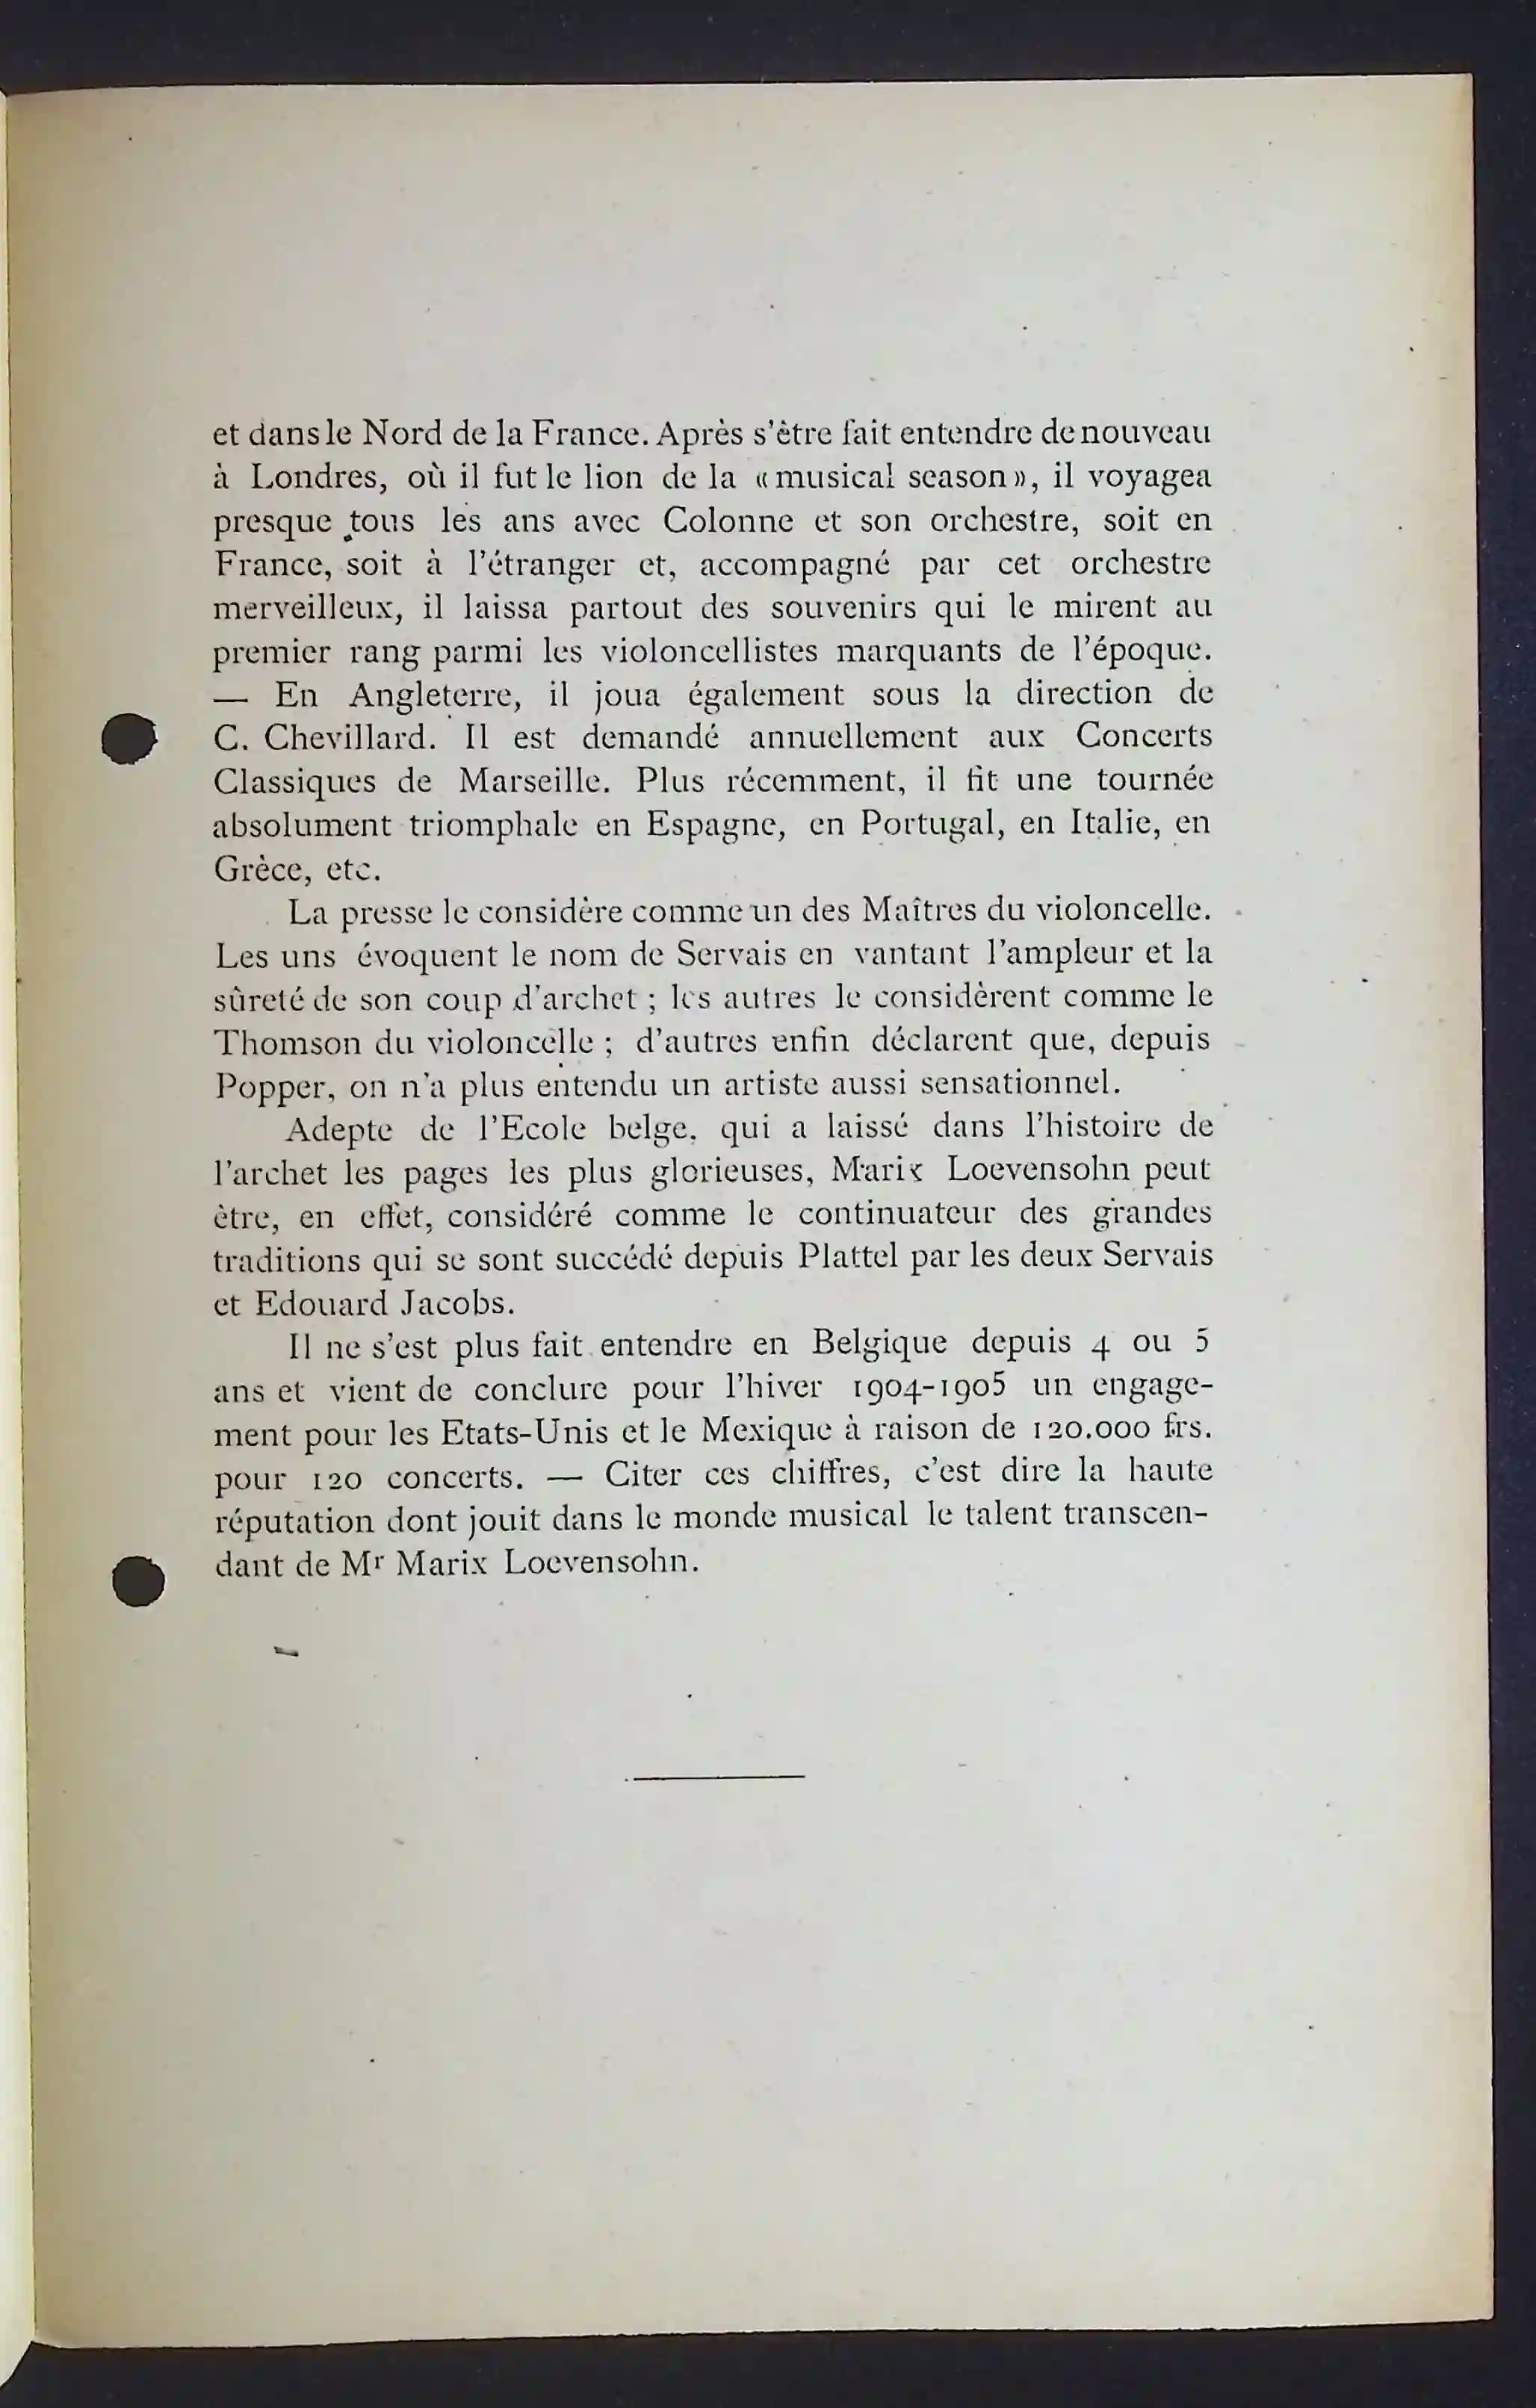 et dans le Nord de la France. Après s'être fait entendre de nouveau
à Londres, où il fut le lion de la « musical season », il voyagea
presque tous les ans avec Colonne et son orchestre, soit en
France, soit à l'étranger et, accompagné par cet orchestre
merveilleux, il laissa partout des souvenirs qui le mirent au
premier rang parmi les violoncellistes marquants de l'époque.
— En Angleterre, il joua également sous la direction de
C. Chevillard. Il est demandé annuellement aux Concerts
Classiques de Marseille. Plus récemment, il fit une tournée
absolument triomphale en Espagne, en Portugal, en Italie, en
Grèce, etc.
La presse le considère comme un des Maîtres du violoncelle.
Les uns évoquent le nom de Servais en vantant l'ampleur et la
sûreté de son coup d'archet ; les autres le considèrent comme le
Thomson du violoncelle ; d'autres enfin déclarent que, depuis
Popper, on n'a plus entendu un artiste aussi sensationnel.
Adepte de l'Ecole belge, qui a laissé dans l'histoire de
l'archet les pages les plus glorieuses, Marix Loevensohn peut
être, en effet, considéré comme le continuateur des grandes
traditions qui se sont succédé depuis Plattel par les deux Servais
et Edouard Jacobs.
Il ne s'est plus fait entendre en Belgique depuis 4 ou 5
ans et vient de conclure pour l'hiver 1904-1905 un engage-
ment pour les Etats-Unis et le Mexique à raison de 120.000 frs.
pour 120 concerts. — Citer ces chiffres, c'est dire la haute
réputation dont jouit dans le monde musical le talent transcen-
dant de Mr Marix Loevensohn.